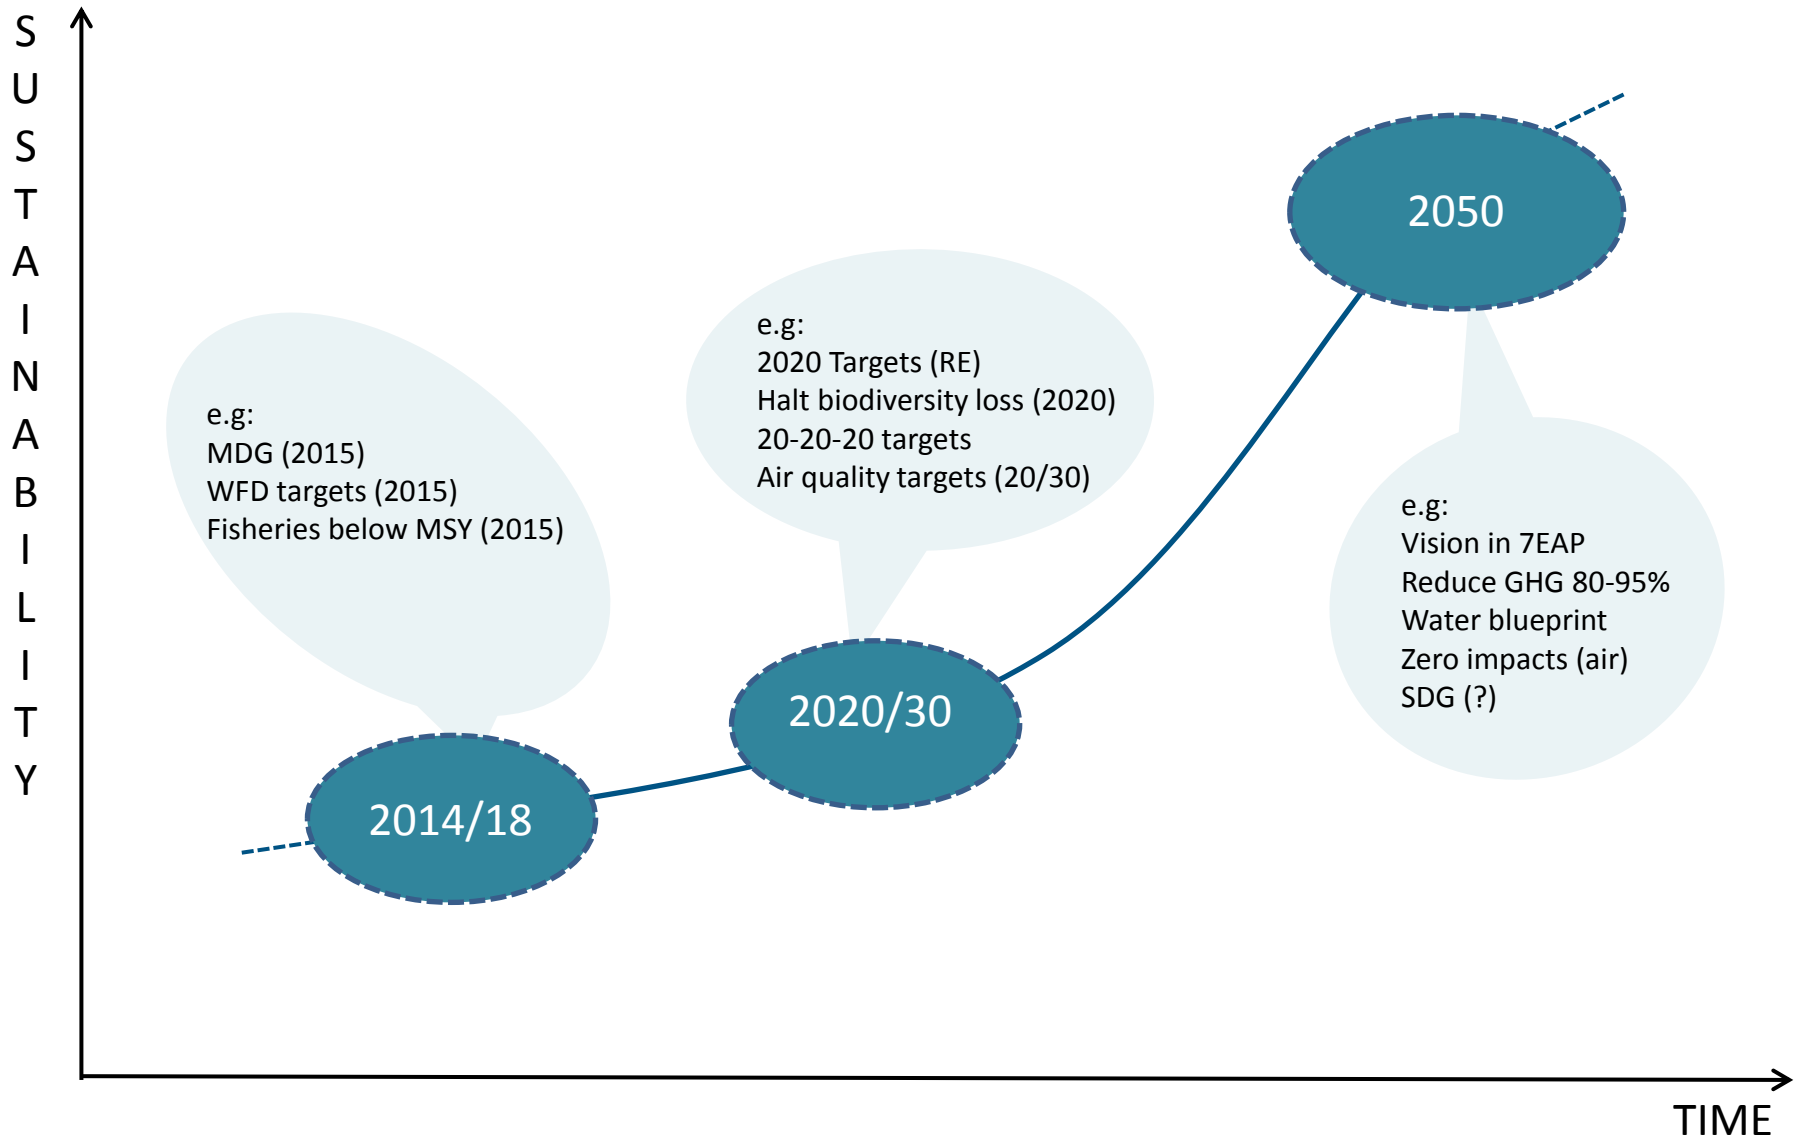 SUSTAINABILITY
e.g:
MDG (2015)
WFD targets (2015)
Fisheries below MSY (2015)
2014/18
e.g:
2020 Targets (RE)
Halt biodiversity loss (2020)
20-20-20 targets
Air quality targets (20/30)
2020/30
2050
e.g:
Vision in 7EAP
Reduce GHG 80-95%
Water blueprint
Zero impacts (air)
SDG (?)
TIME